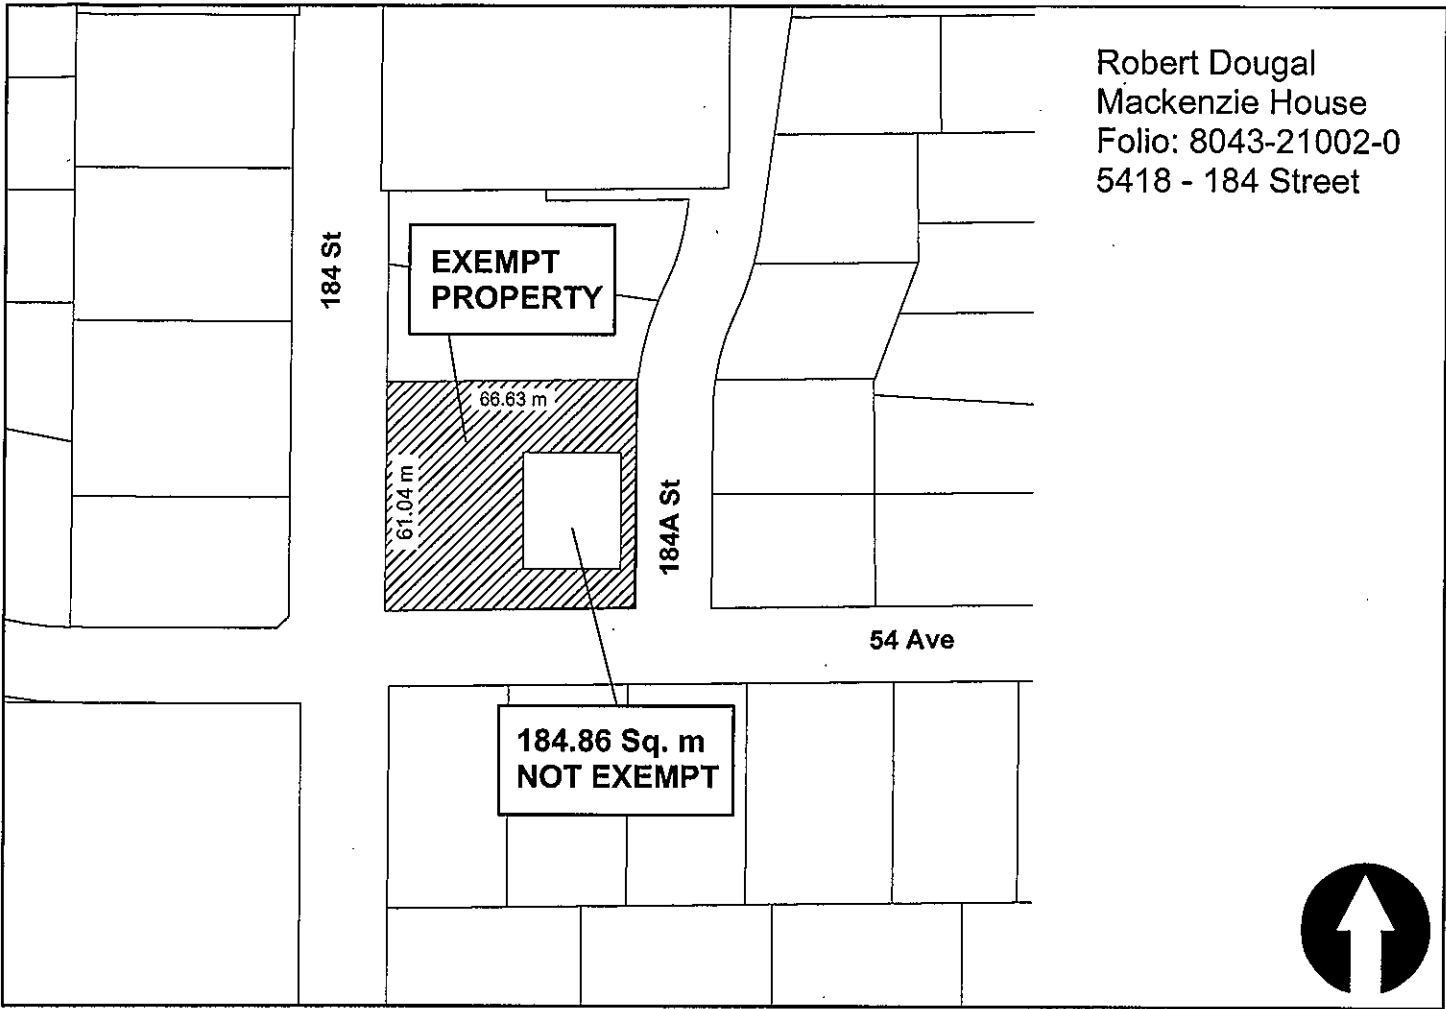 Robert Dougal
Mackenzie House
Folio: 8043-21002-0
5418 - 184 Street
184 St
EXEMPT
PROPERTY
66.63 m
61.04 m
184A St
54 Ave
184.86 Sq. m
NOT EXEMPT